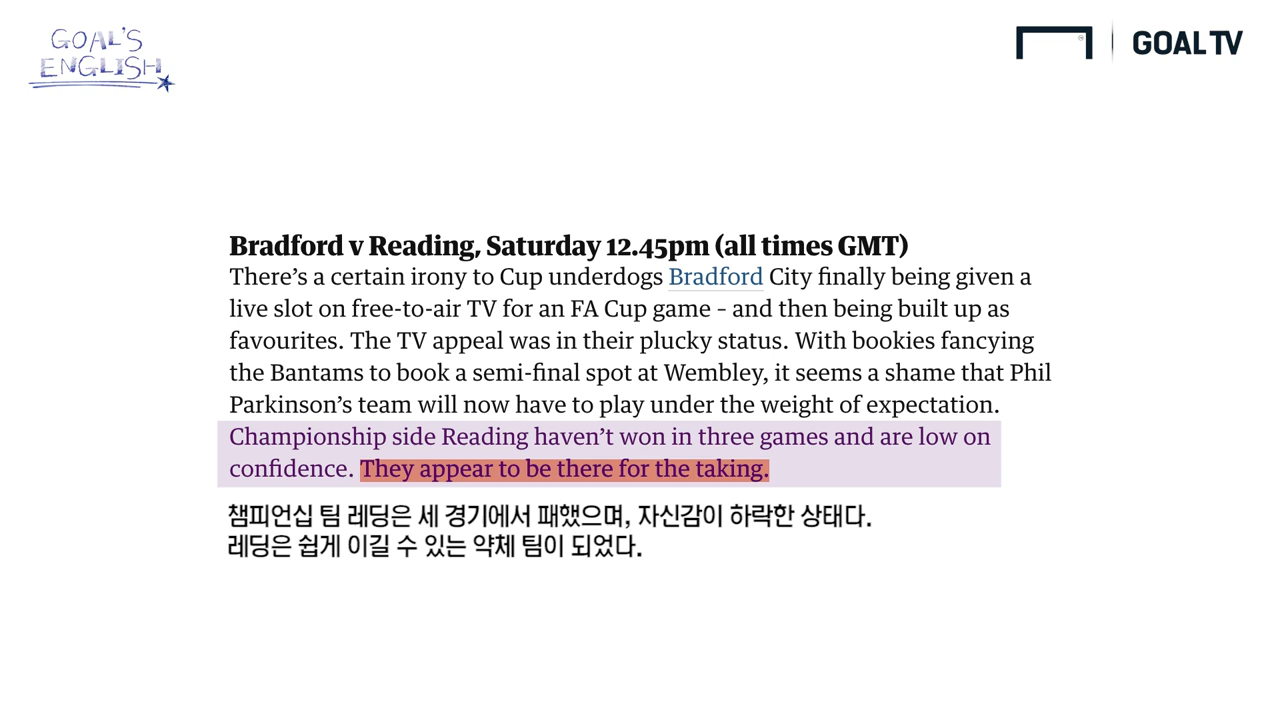 GOAL'S
ENGLISH
GOAL TV
Bradford v Reading, Saturday 12.45pm (all times GMT)
There’s a certain irony to Cup underdogs Bradford City finally being given a
live slot on free-to-air TV for an FA Cup game – and then being built up as
favourites. The TV appeal was in their plucky status. With bookies fancying
the Bantams to book a semi-final spot at Wembley, it seems a shame that Phil
Parkinson’s team will now have to play under the weight of expectation.
Championship side Reading haven’t won in three games and are low on
confidence. They appear to be there for the taking.
챔피언십 팀 레딩은 세 경기에서 패했으며, 자신감이 하락한 상태다.
레딩은 쉽게 이길 수 있는 약체 팀이 되었다.